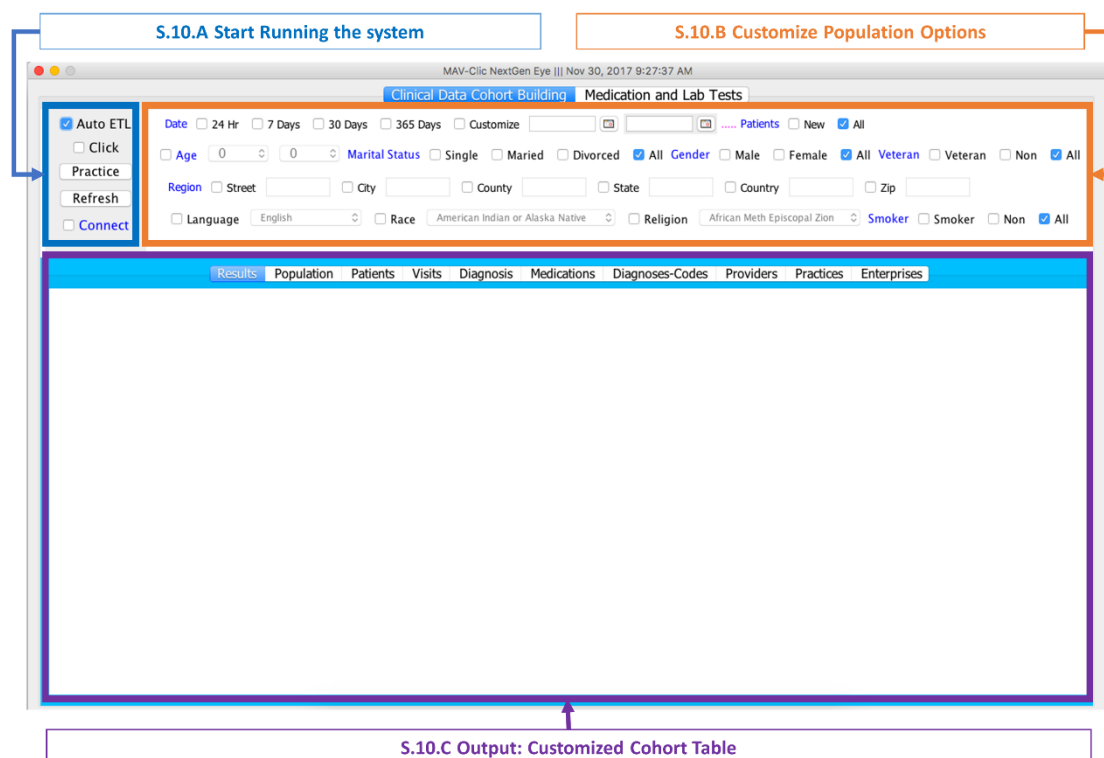 S.10.A Start Running the system
S.10.B Customize Population Options
MAV-Clic NextGen Eye ||| Nov 30, 2017 9:27:37 AM
Clinical Data Cohort Building Medication and Lab Tests
Auto ETL
Click
Practice
Refresh
Connect
Date 24 Hr 7 Days 30 Days 365 Days Customize ..... Patients New All
Age 0 0 Marital Status Single Maried Divorced All Gender Male Female All Veteran Veteran Non All
Region Street City County State Country Zip
Language English Race American Indian or Alaska Native Religion African Meth Episcopal Zion Smoker Smoker Non All
Results Population Patients Visits Diagnosis Medications Diagnoses-Codes Providers Practices Enterprises
S.10.C Output: Customized Cohort Table